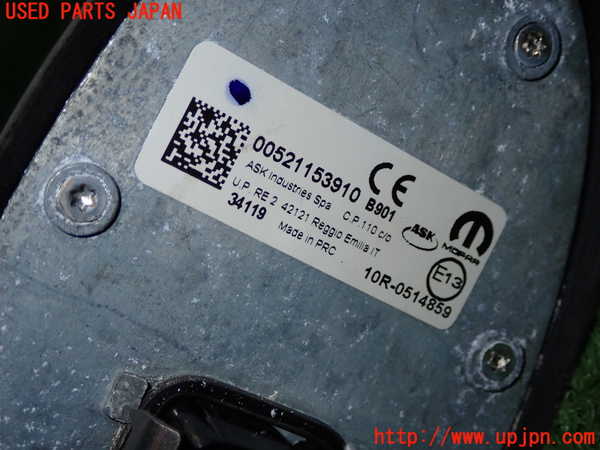 USED PARTS JAPAN
00521153910 B901
ASK Industries Spa C.P.110 c/o
U.P. RE 2 42121 Reggio Emilia IT
34119
Made in PRC
CE
ASK
MOPAR
E13
10R-0514859
http://www.upjpn.com/